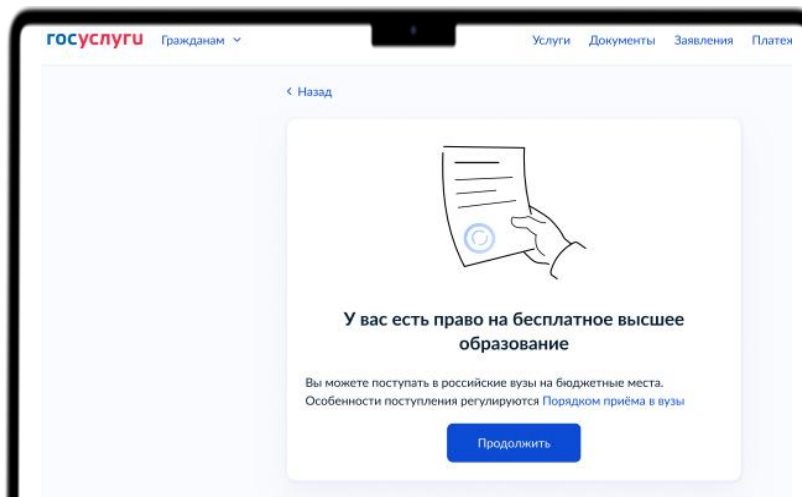 госуслуги Гражданам Услуги Документы Заявления Платеж
Назад
У вас есть право на бесплатное высшее
образование
Вы можете поступать в российские вузы на бюджетные места.
Особенности поступления регулируются Порядком приёма в вузы
Продолжить